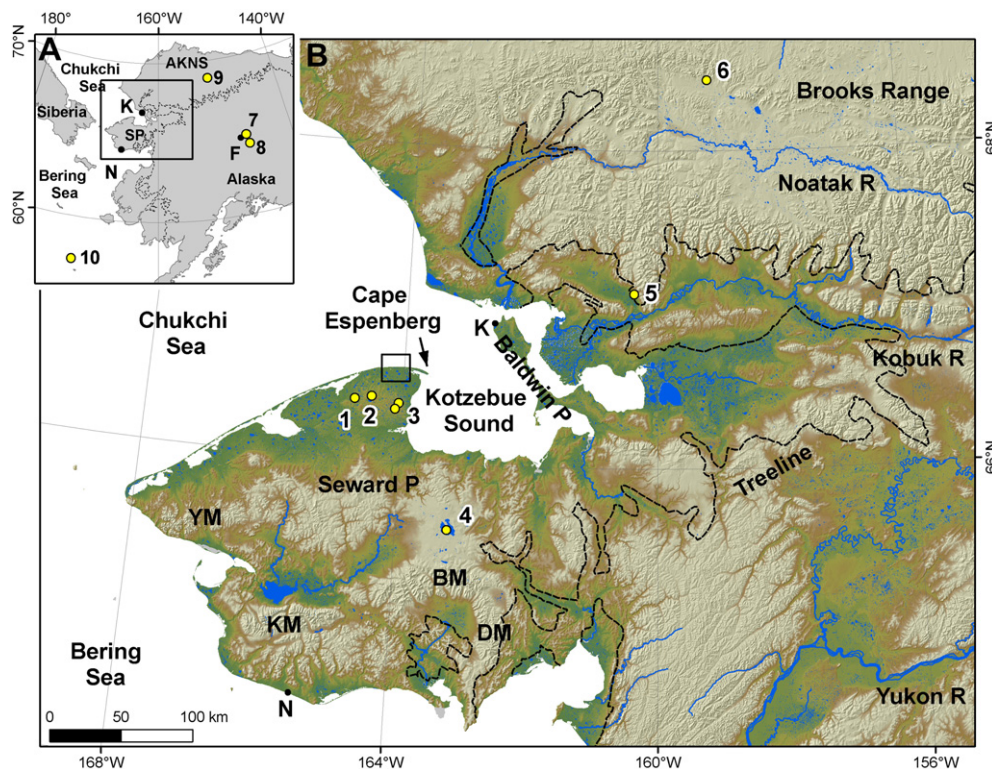 180°
160°W
140°W
70°N
60°N
A
AKNS
9
Chukchi
Sea
K
Siberia
SP
7
F
8
N
Bering
Sea
Alaska
10
B
6
Brooks Range
68°N
Noatak R
5
Cape
Espenberg
Chukchi
Sea
K
Baldwin P
Kobuk R
Kotzebue
Sound
1
2
3
Treeline
66°N
Seward P
YM
4
BM
KM
DM
Bering
Sea
N
Yukon R
0
50
100 km
168°W
164°W
160°W
156°W